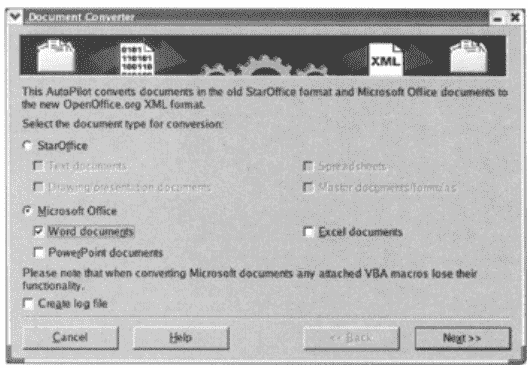 Document Converter
0101
110101
100110
XML
This AutoPilot converts documents in the old StarOffice format and Microsoft Office documents to
the new OpenOffice.org XML format.
Select the document type for conversion:
StarOffice
Text documents
Spreadsheets
Drawing/presentation documents
Master documents/formulas
Microsoft Office
Word documents
Excel documents
PowerPoint documents
Please note that when converting Microsoft documents any attached VBA macros lose their
functionality.
Create log file
Cancel
Help
<< Back
Next >>